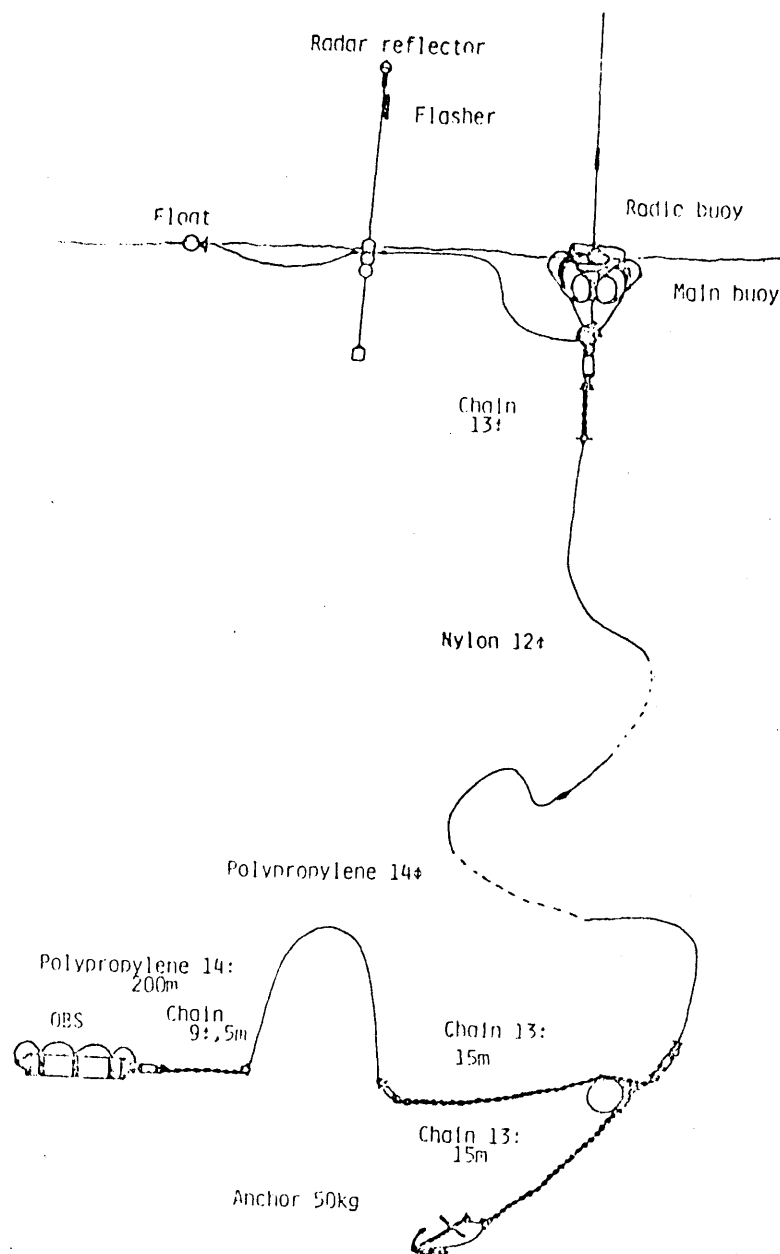 Radar reflector
Flasher
Float
Radio buoy
Main buoy
Chain
13ϕ
Nylon 12ϕ
Polypropylene 14ϕ
Polypropylene 14ϕ
200m
OBS
Chain
9ϕ,5m
Chain 13ϕ
15m
Chain 13ϕ
15m
Anchor 50kg